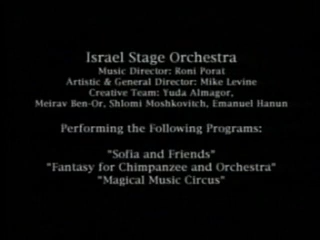 Israel Stage Orchestra
Music Director: Roni Porat
Artistic & General Director: Mike Levine
Creative Team: Yuda Almagor,
Meirav Ben-Or, Shlomi Moshkovitch, Emanuel Hanun
Performing the Following Programs:
"Sofia and Friends"
"Fantasy for Chimpanzee and Orchestra"
"Magical Music Circus"